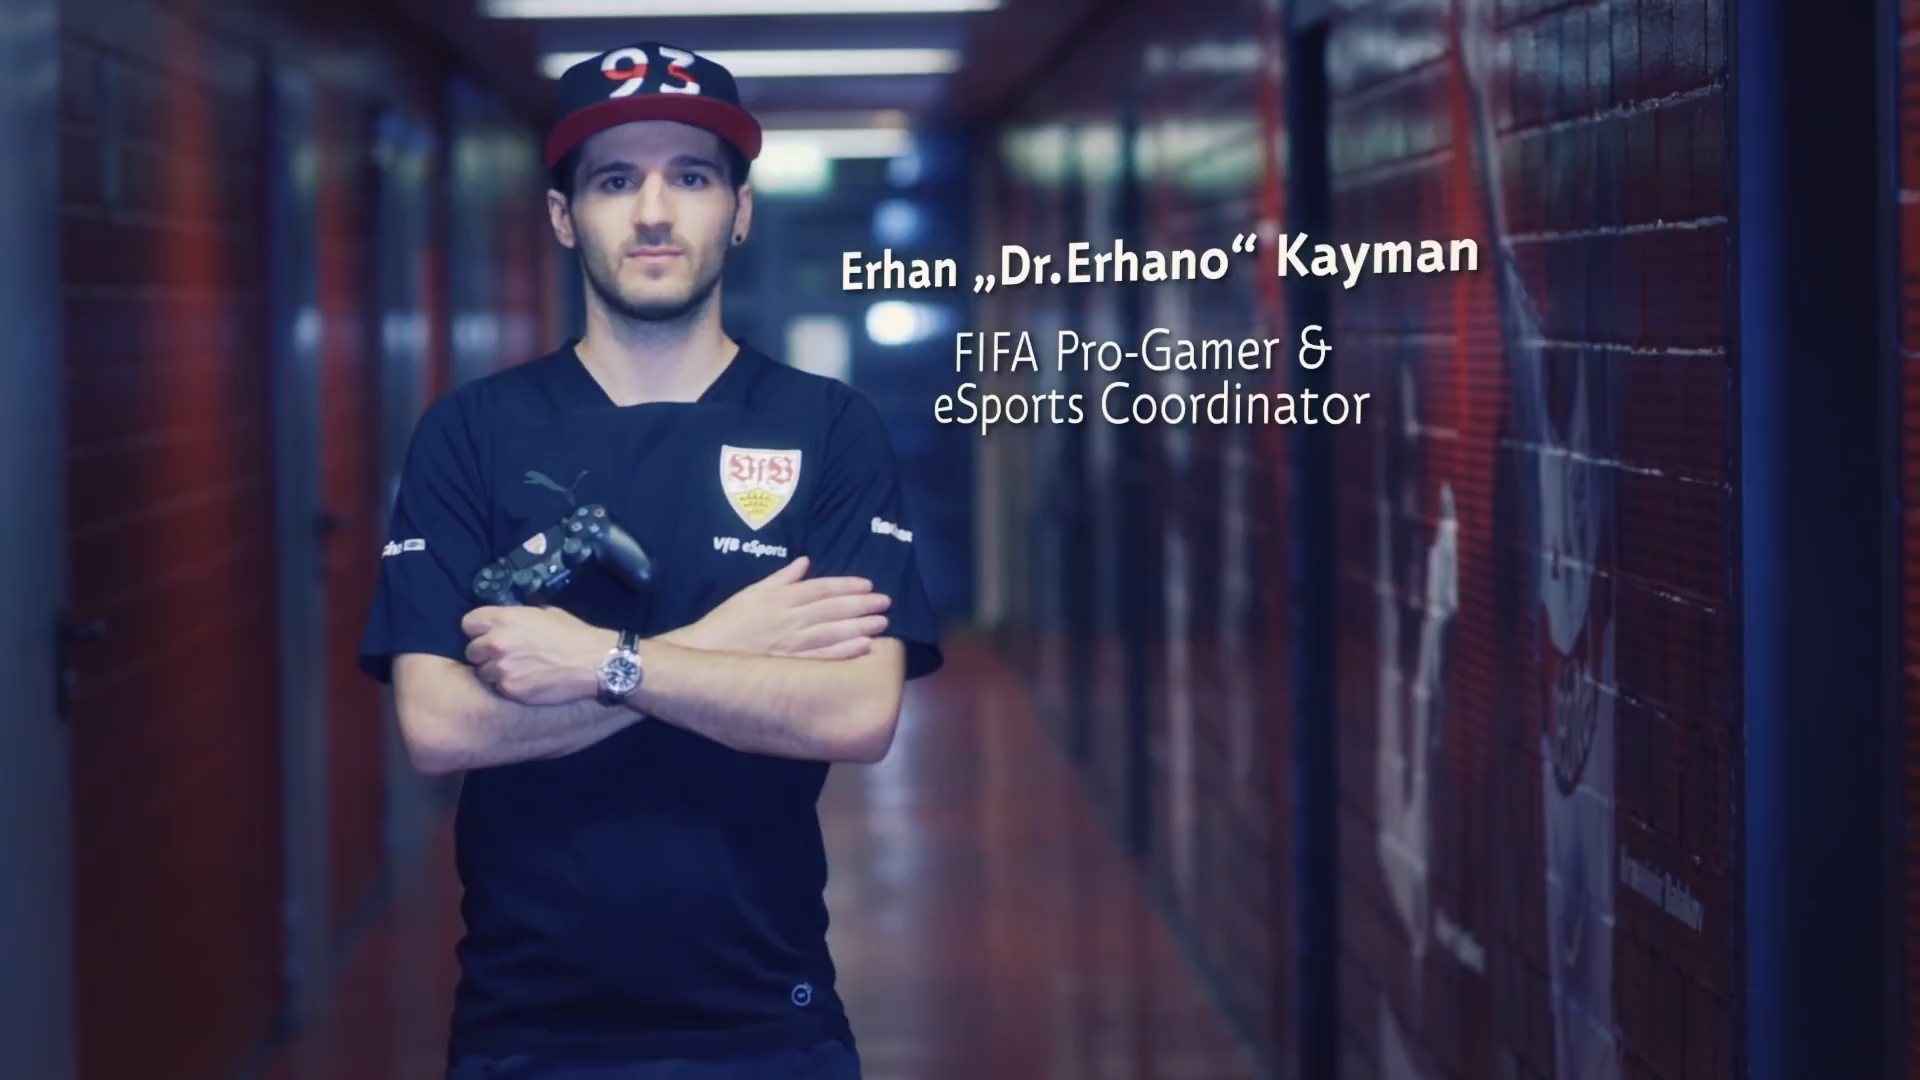 93
Erhan „Dr.Erhano“ Kayman
FIFA Pro-Gamer &
eSports Coordinator
VfB
VfB eSports